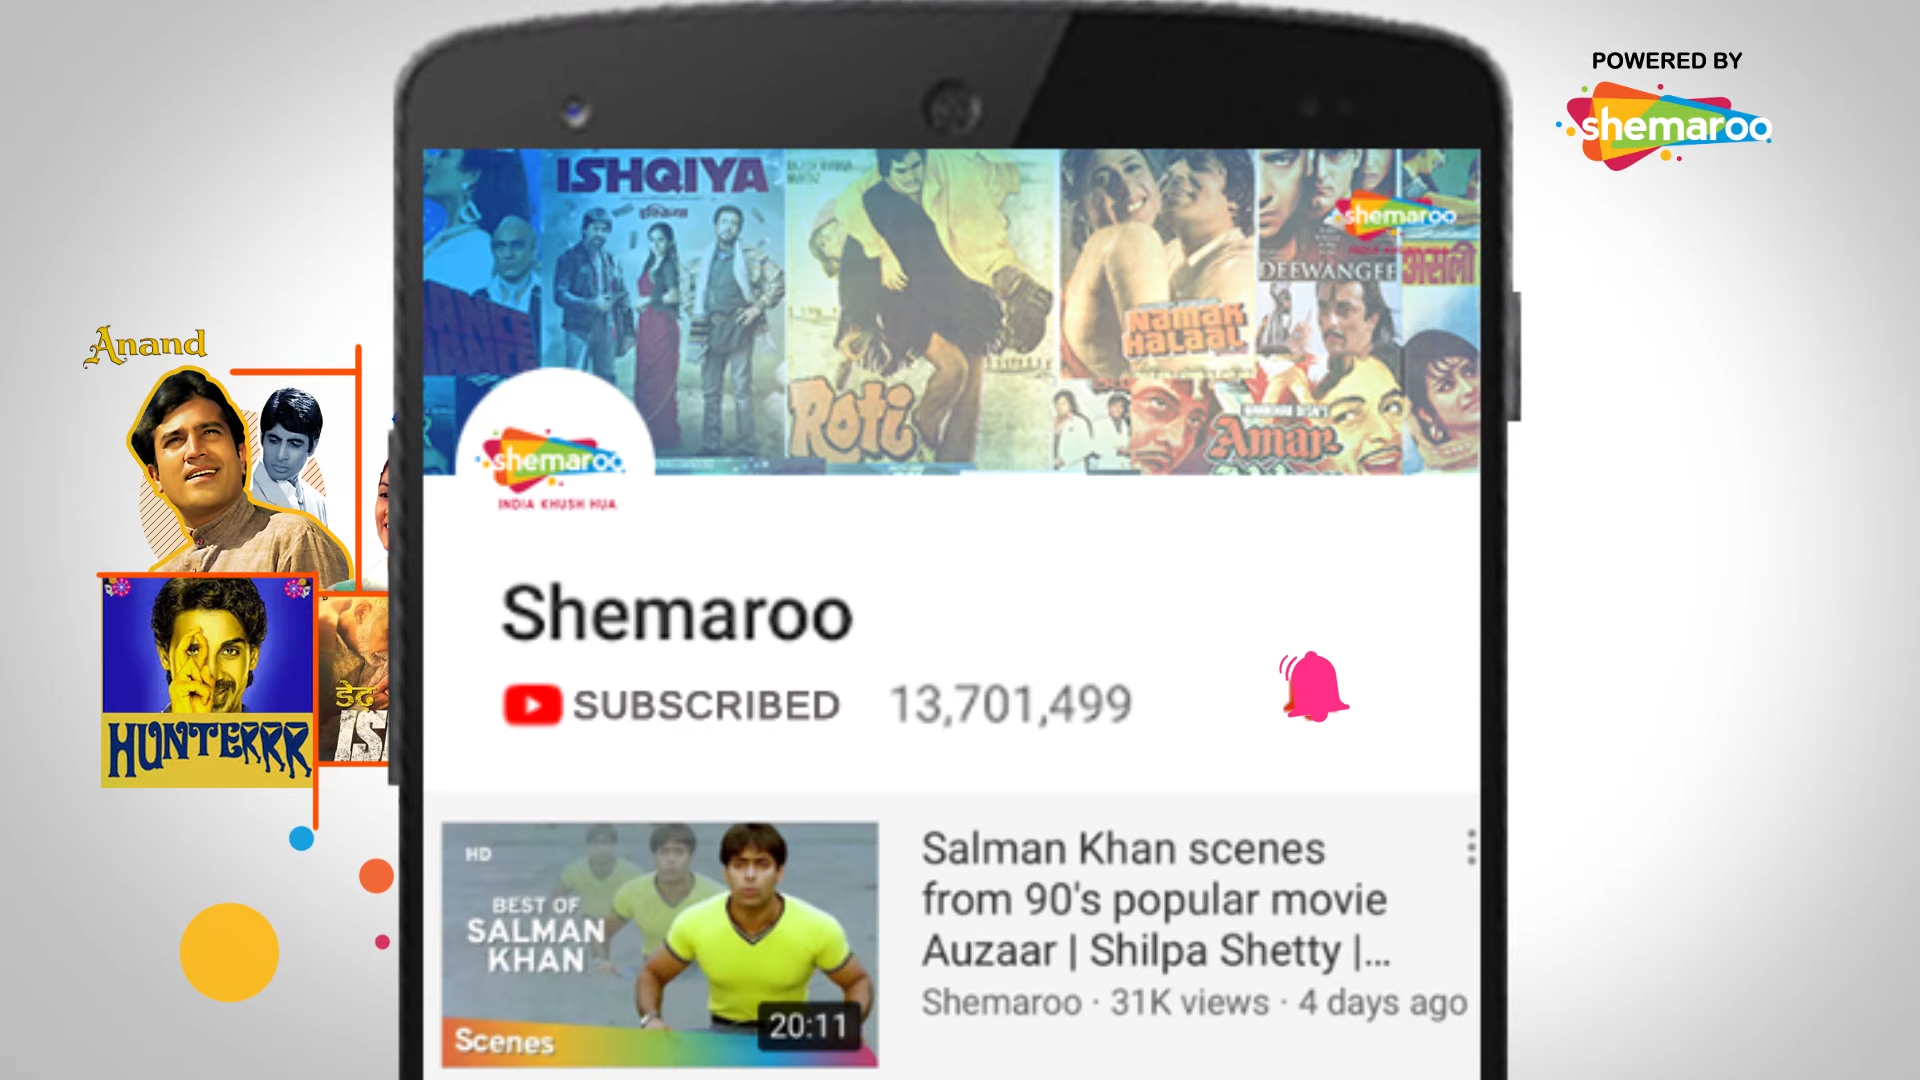 POWERED BY
shemaroo
ISHQIYA
इश्क़िया
Roti
NAMAK
HALAAL
shemaroo
DEEWANGEE
असली
Amar
Anand
shemaroo
INDIA KHUSH HUA
HUNTERRR
डेढ़
Shemaroo
SUBSCRIBED 13,701,499
HD
BEST OF
SALMAN
KHAN
Scenes
20:11
Salman Khan scenes
from 90's popular movie
Auzaar | Shilpa Shetty |...
Shemaroo · 31K views · 4 days ago